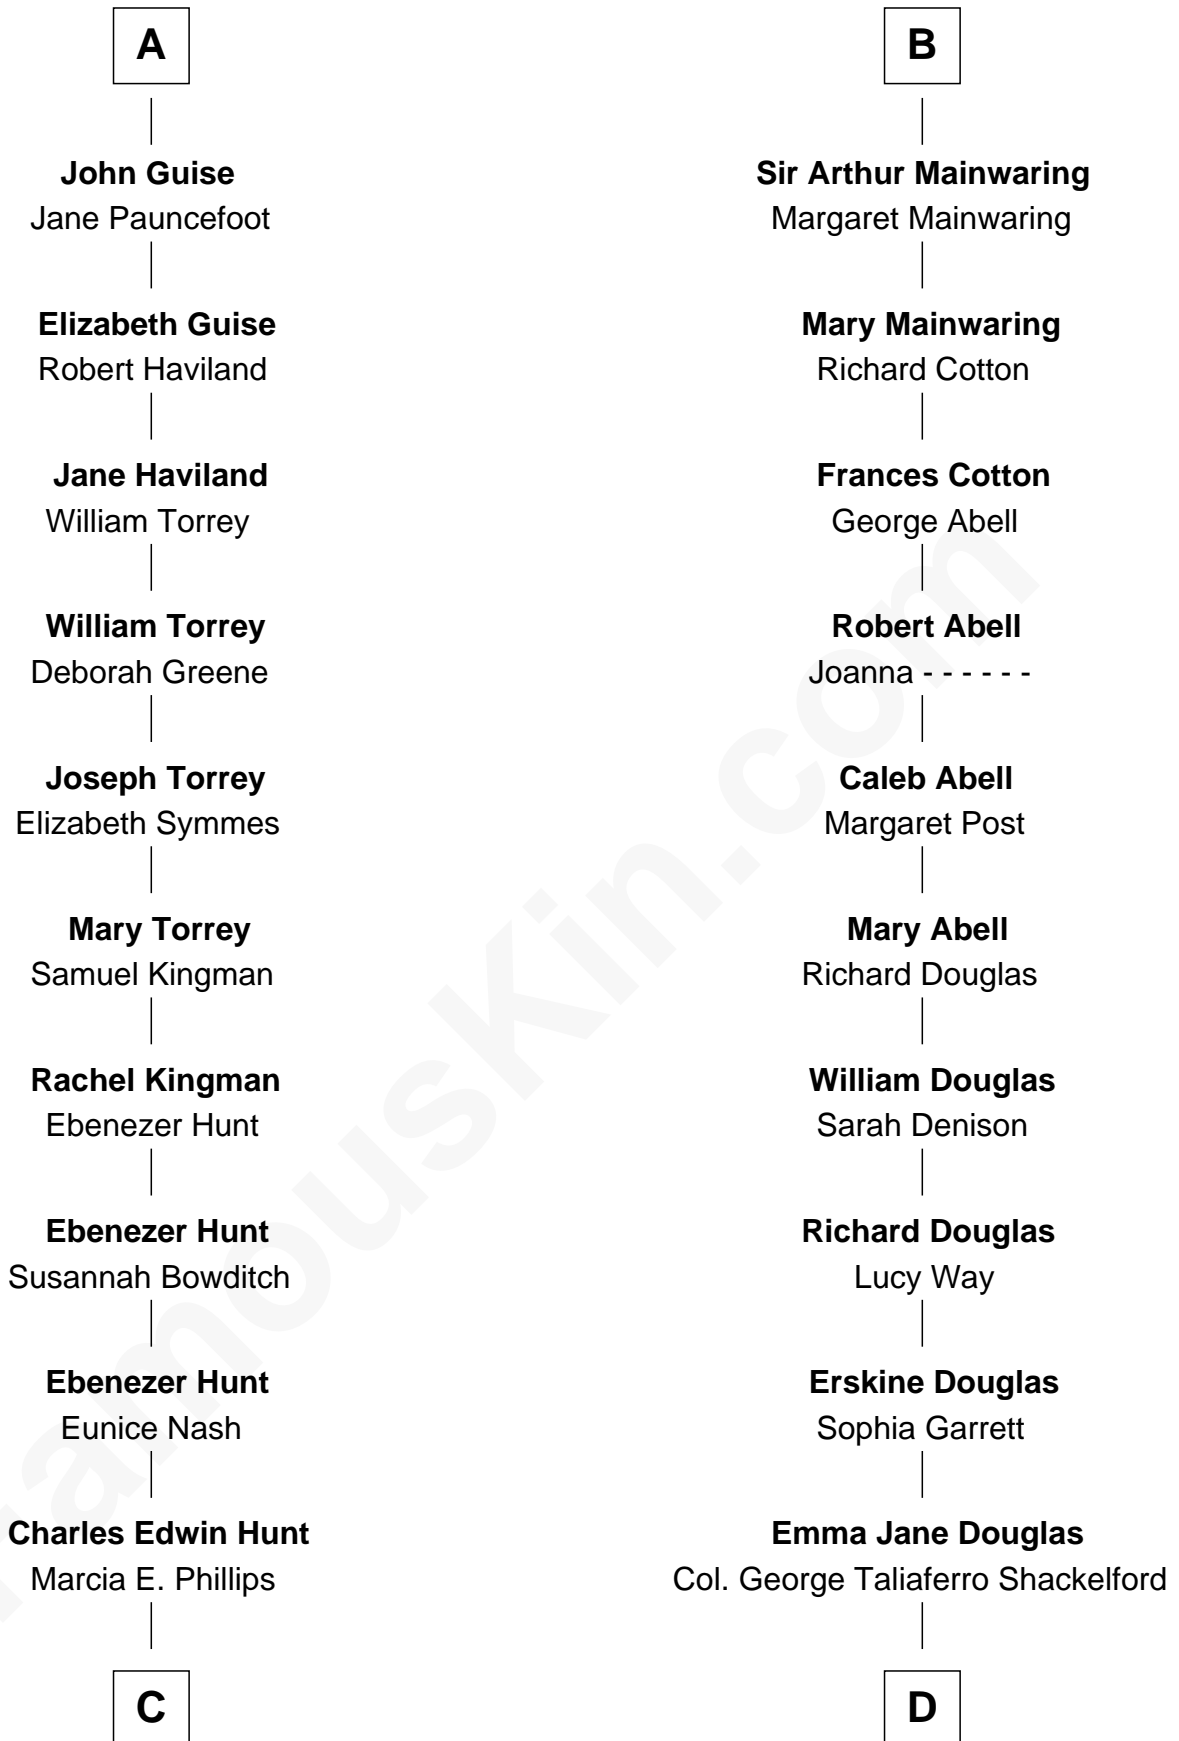 A
John Guise
Jane Pauncefoot
Elizabeth Guise
Robert Haviland
Jane Haviland
William Torrey
William Torrey
Deborah Greene
Joseph Torrey
Elizabeth Symmes
Mary Torrey
Samuel Kingman
Rachel Kingman
Ebenezer Hunt
Ebenezer Hunt
Susannah Bowditch
Ebenezer Hunt
Eunice Nash
Charles Edwin Hunt
Marcia E. Phillips
C
B
Sir Arthur Mainwaring
Margaret Mainwaring
Mary Mainwaring
Richard Cotton
Frances Cotton
George Abell
Robert Abell
Joanna - - - - - -
Caleb Abell
Margaret Post
Mary Abell
Richard Douglas
William Douglas
Sarah Denison
Richard Douglas
Lucy Way
Erskine Douglas
Sophia Garrett
Emma Jane Douglas
Col. George Taliaferro Shackelford
D
FamousKin.com